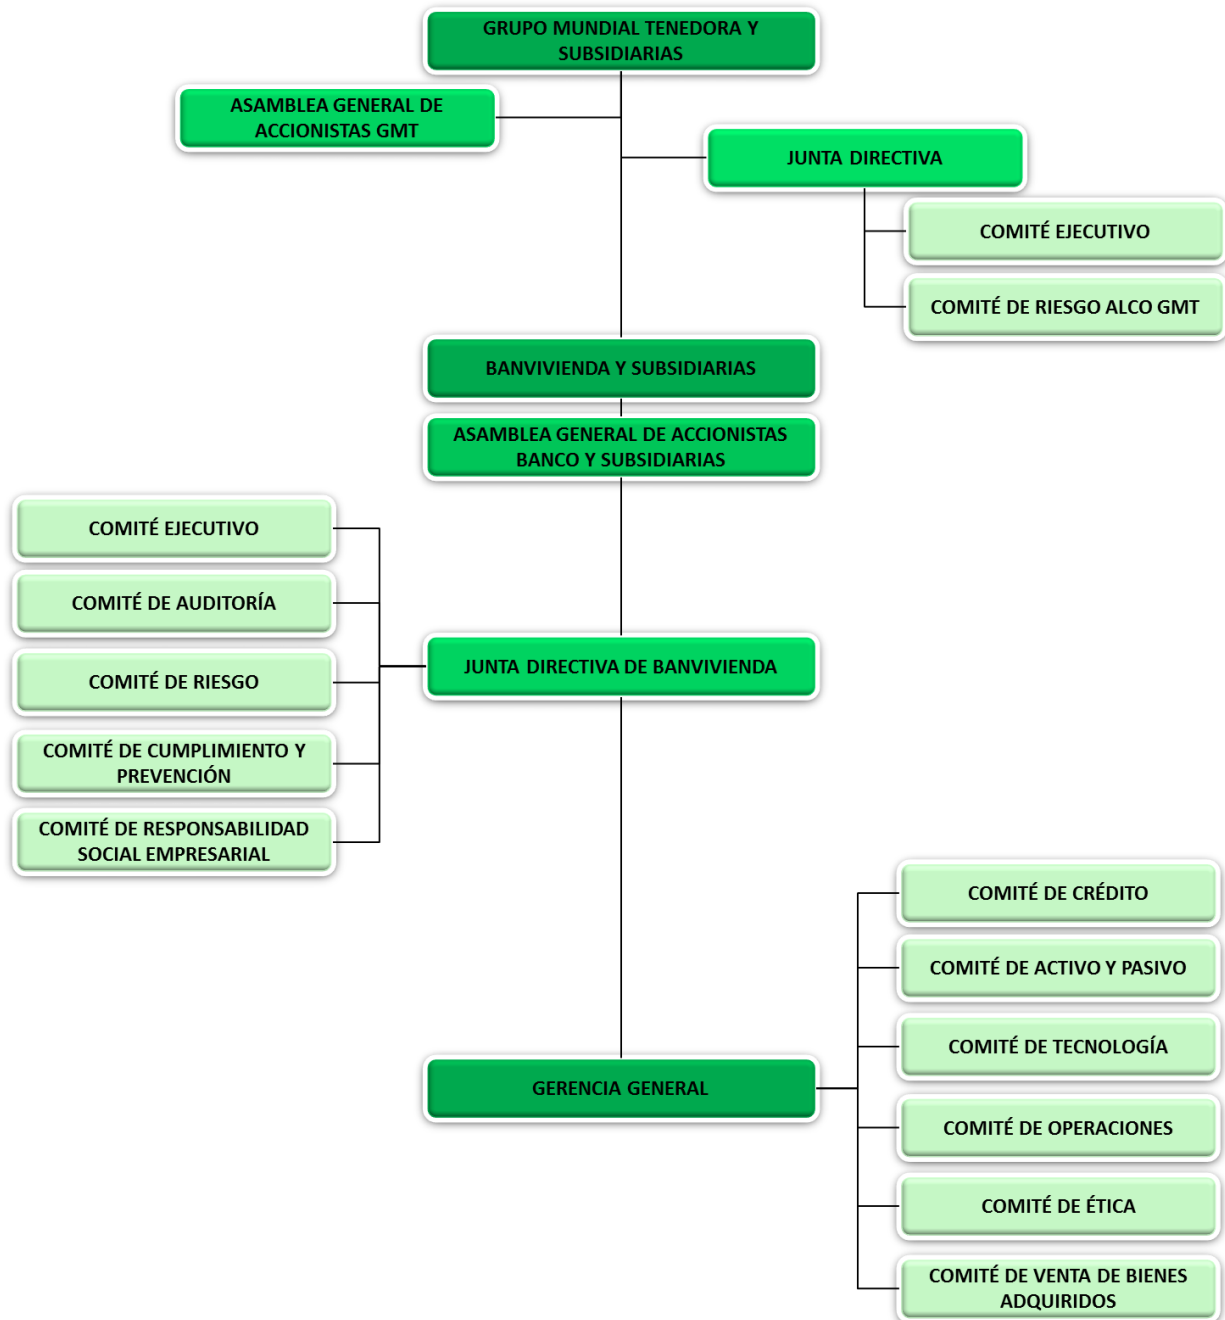 GRUPO MUNDIAL TENEDORA Y
SUBSIDIARIAS
ASAMBLEA GENERAL DE
ACCIONISTAS GMT
JUNTA DIRECTIVA
COMITÉ EJECUTIVO
COMITÉ DE RIESGO ALCO GMT
BANVIVIENDA Y SUBSIDIARIAS
ASAMBLEA GENERAL DE ACCIONISTAS
BANCO Y SUBSIDIARIAS
COMITÉ EJECUTIVO
COMITÉ DE AUDITORÍA
COMITÉ DE RIESGO
COMITÉ DE CUMPLIMIENTO Y
PREVENCIÓN
COMITÉ DE RESPONSABILIDAD
SOCIAL EMPRESARIAL
JUNTA DIRECTIVA DE BANVIVIENDA
GERENCIA GENERAL
COMITÉ DE CRÉDITO
COMITÉ DE ACTIVO Y PASIVO
COMITÉ DE TECNOLOGÍA
COMITÉ DE OPERACIONES
COMITÉ DE ÉTICA
COMITÉ DE VENTA DE BIENES
ADQUIRIDOS